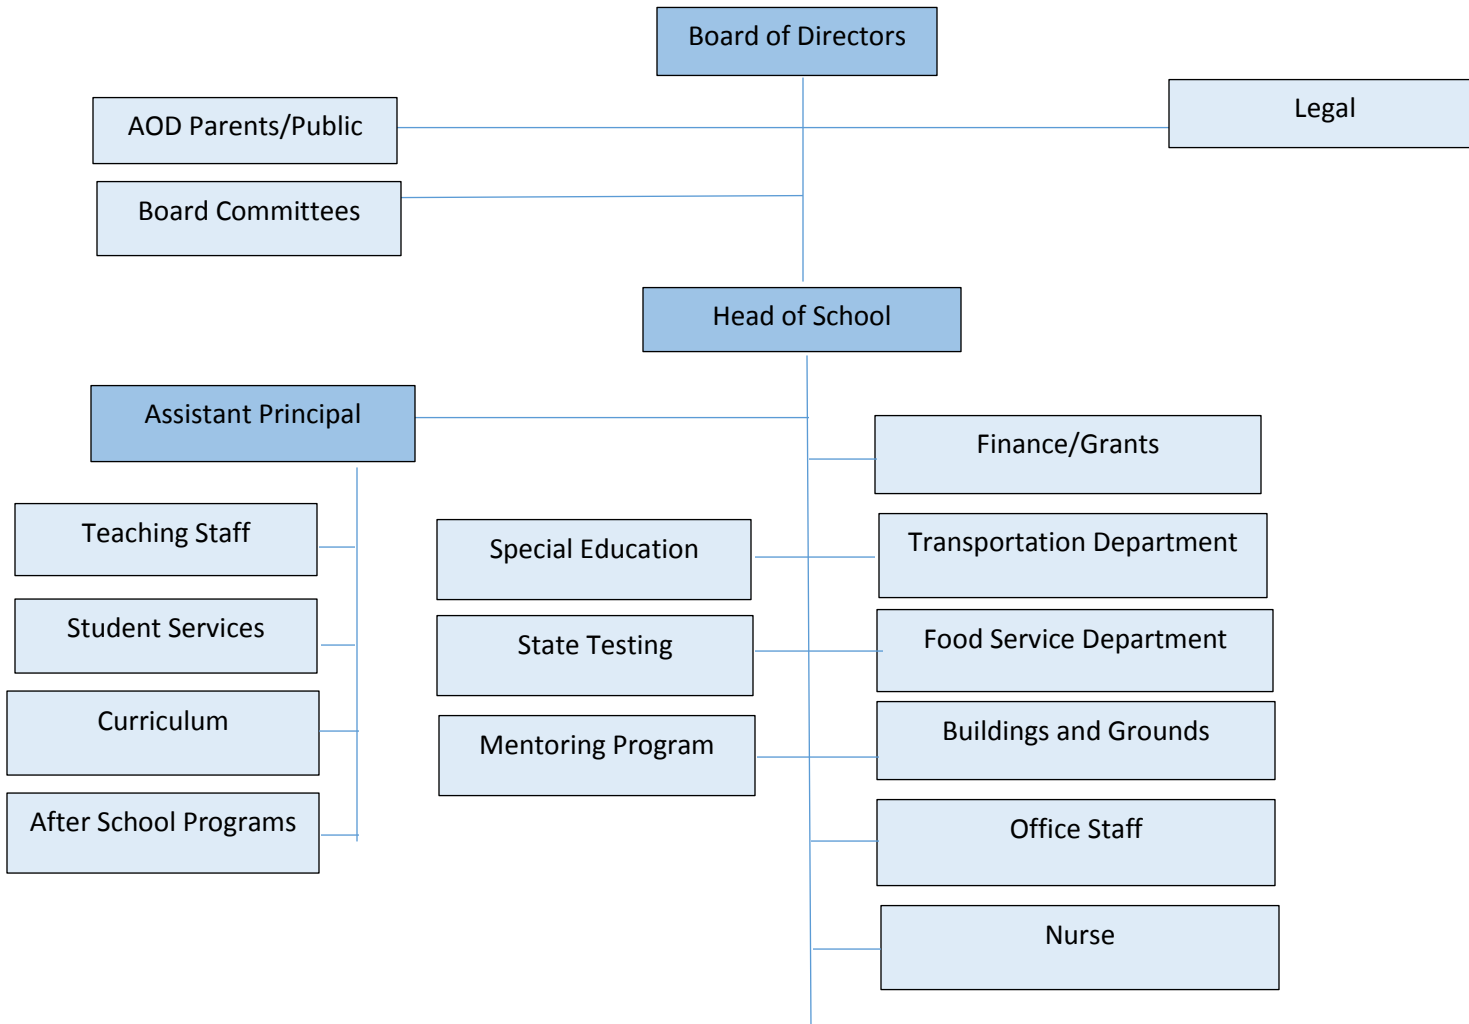 Board of Directors
AOD Parents/Public
Legal
Board Committees
Head of School
Assistant Principal
Finance/Grants
Teaching Staff
Special Education
Transportation Department
Student Services
State Testing
Food Service Department
Curriculum
Mentoring Program
Buildings and Grounds
After School Programs
Office Staff
Nurse